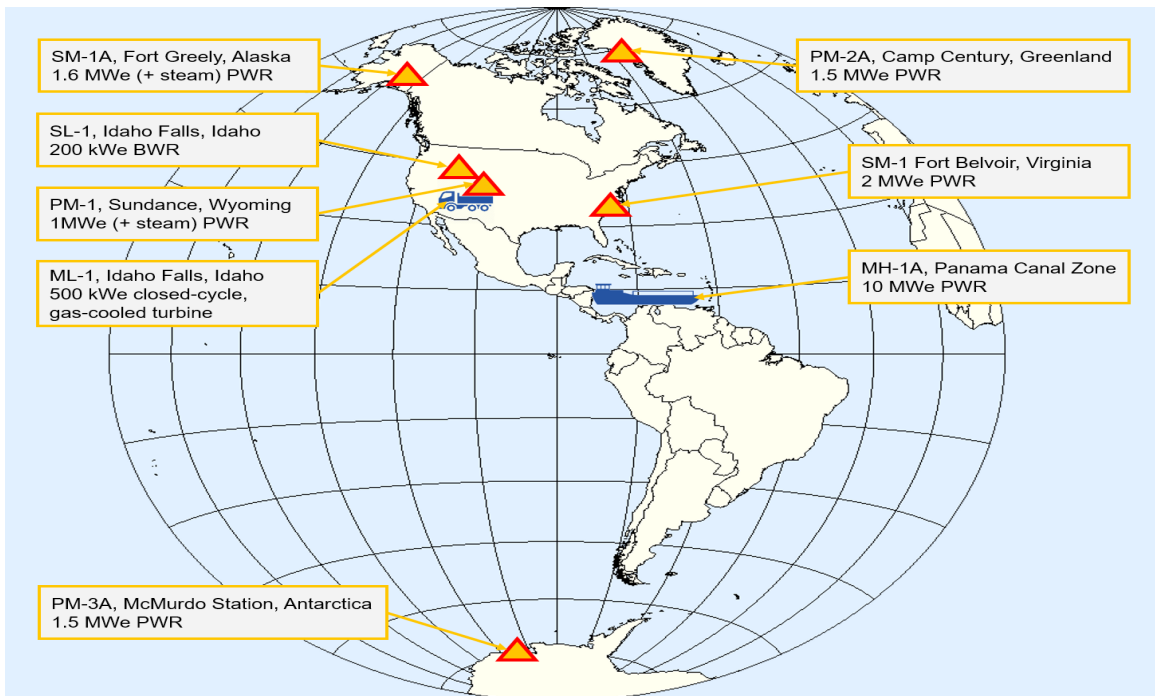 SM-1A, Fort Greely, Alaska
1.6 MWe (+ steam) PWR
PM-2A, Camp Century, Greenland
1.5 MWe PWR
SL-1, Idaho Falls, Idaho
200 kWe BWR
SM-1 Fort Belvoir, Virginia
2 MWe PWR
PM-1, Sundance, Wyoming
1MWe (+ steam) PWR
ML-1, Idaho Falls, Idaho
500 kWe closed-cycle,
gas-cooled turbine
MH-1A, Panama Canal Zone
10 MWe PWR
PM-3A, McMurdo Station, Antarctica
1.5 MWe PWR